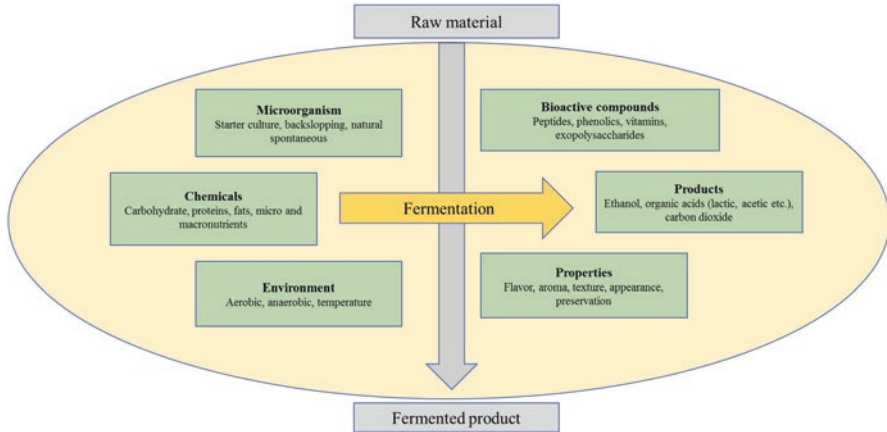 Raw material
Microorganism
Starter culture, backslopping, natural
spontaneous
Bioactive compounds
Peptides, phenolics, vitamins,
exopolysaccharides
Chemicals
Carbohydrate, proteins, fats, micro and
macronutrients
Fermentation
Products
Ethanol, organic acids (lactic, acetic etc.),
carbon dioxide
Environment
Aerobic, anaerobic, temperature
Properties
Flavor, aroma, texture, appearance,
preservation
Fermented product